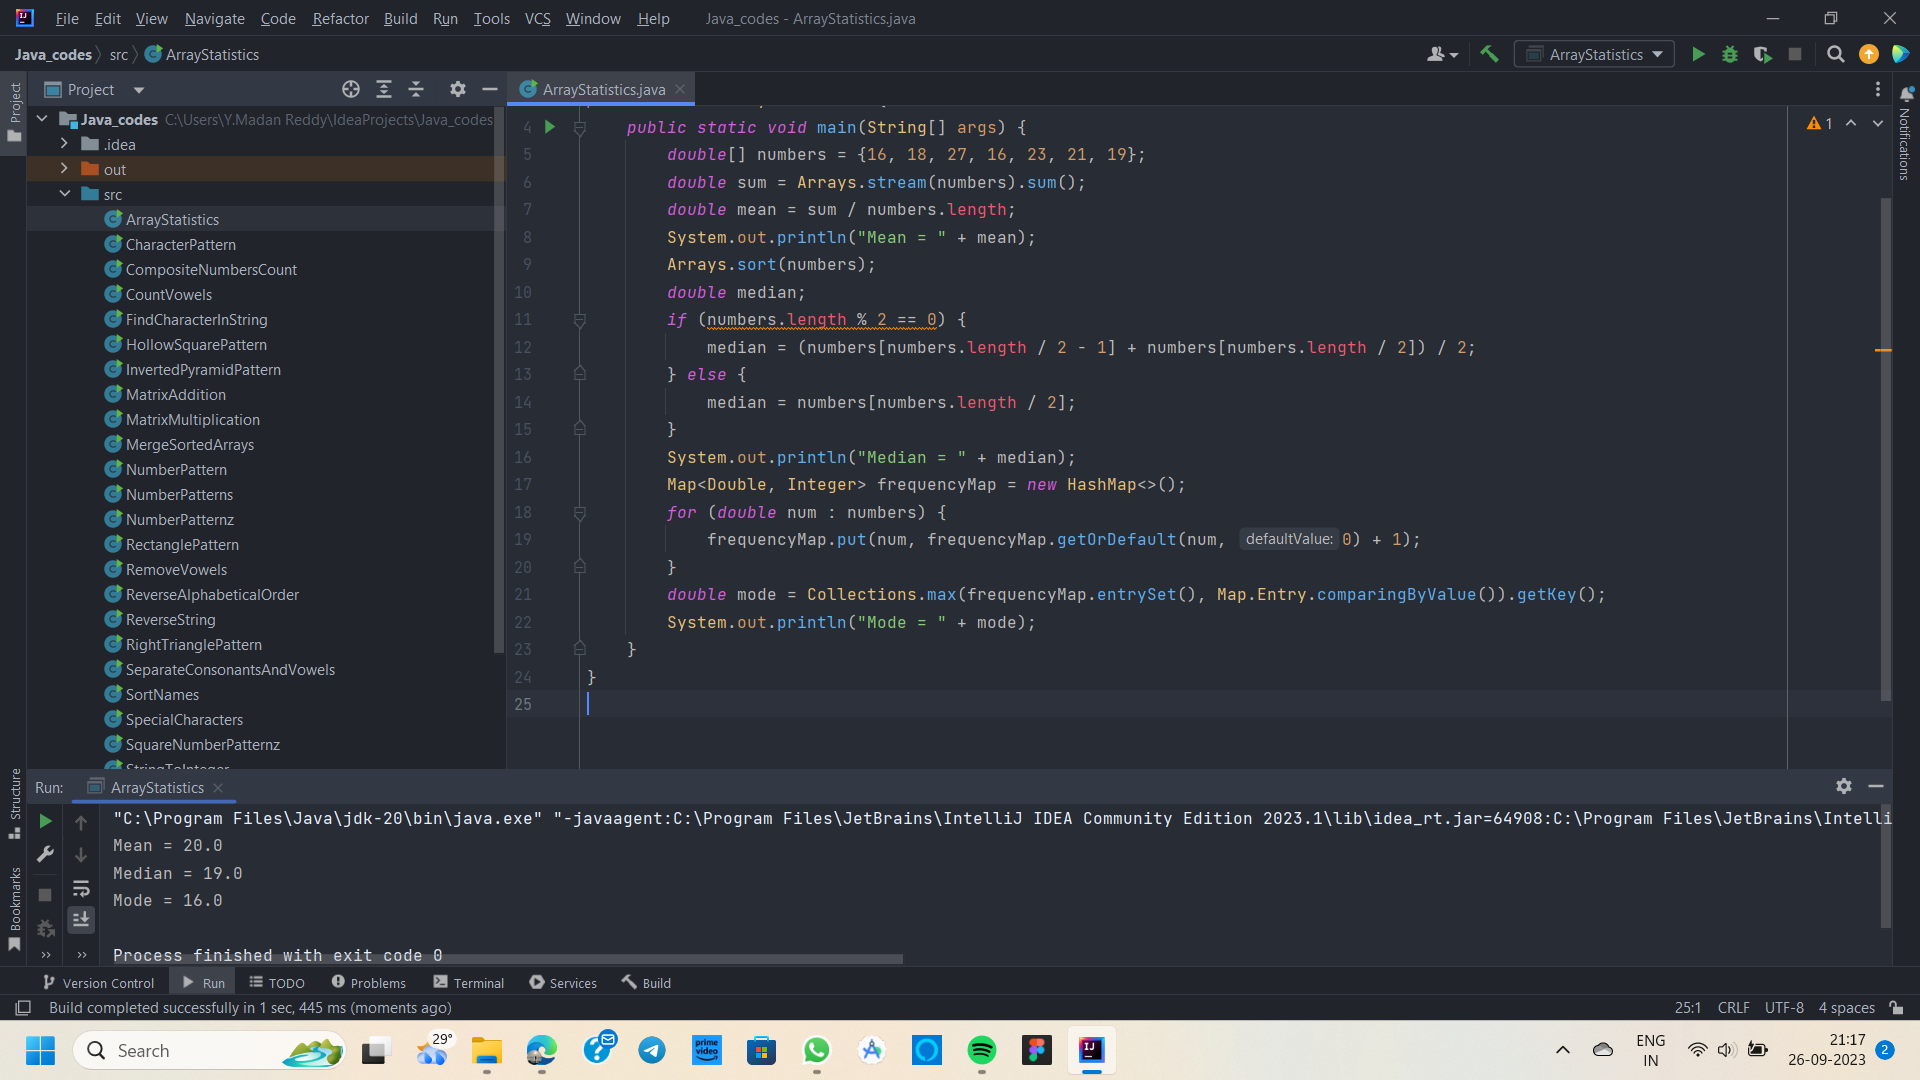 File Edit View Navigate Code Refactor Build Run Tools VCS Window Help Java_codes - ArrayStatistics.java
Java_codes src ArrayStatistics
ArrayStatistics
Project
Project
ArrayStatistics.java
Notifications
Java_codes C:\Users\Y.Madan Reddy\IdeaProjects\Java_codes
.idea
out
src
ArrayStatistics
CharacterPattern
CompositeNumbersCount
CountVowels
FindCharacterInString
HollowSquarePattern
InvertedPyramidPattern
MatrixAddition
MatrixMultiplication
MergeSortedArrays
NumberPattern
NumberPatterns
NumberPatternz
RectanglePattern
RemoveVowels
ReverseAlphabeticalOrder
ReverseString
RightTrianglePattern
SeparateConsonantsAndVowels
SortNames
SpecialCharacters
SquareNumberPatternz
StringToInteger
1
4 public static void main(String[] args) {
5 double[] numbers = {16, 18, 27, 16, 23, 21, 19};
6 double sum = Arrays.stream(numbers).sum();
7 double mean = sum / numbers.length;
8 System.out.println("Mean = " + mean);
9 Arrays.sort(numbers);
10 double median;
11 if (numbers.length % 2 == 0) {
12 median = (numbers[numbers.length / 2 - 1] + numbers[numbers.length / 2]) / 2;
13 } else {
14 median = numbers[numbers.length / 2];
15 }
16 System.out.println("Median = " + median);
17 Map<Double, Integer> frequencyMap = new HashMap<>();
18 for (double num : numbers) {
19 frequencyMap.put(num, frequencyMap.getOrDefault(num, defaultValue: 0) + 1);
20 }
21 double mode = Collections.max(frequencyMap.entrySet(), Map.Entry.comparingByValue()).getKey();
22 System.out.println("Mode = " + mode);
23 }
24 }
25
Structure
Bookmarks
Run: ArrayStatistics
"C:\Program Files\Java\jdk-20\bin\java.exe" "-javaagent:C:\Program Files\JetBrains\IntelliJ IDEA Community Edition 2023.1\lib\idea_rt.jar=64908:C:\Program Files\JetBrains\Intelli
Mean = 20.0
Median = 19.0
Mode = 16.0
Process finished with exit code 0
Version Control Run TODO Problems Terminal Services Build
Build completed successfully in 1 sec, 445 ms (moments ago)
25:1 CRLF UTF-8 4 spaces
Search
29°
prime video
ENG
IN
21:17
26-09-2023
2